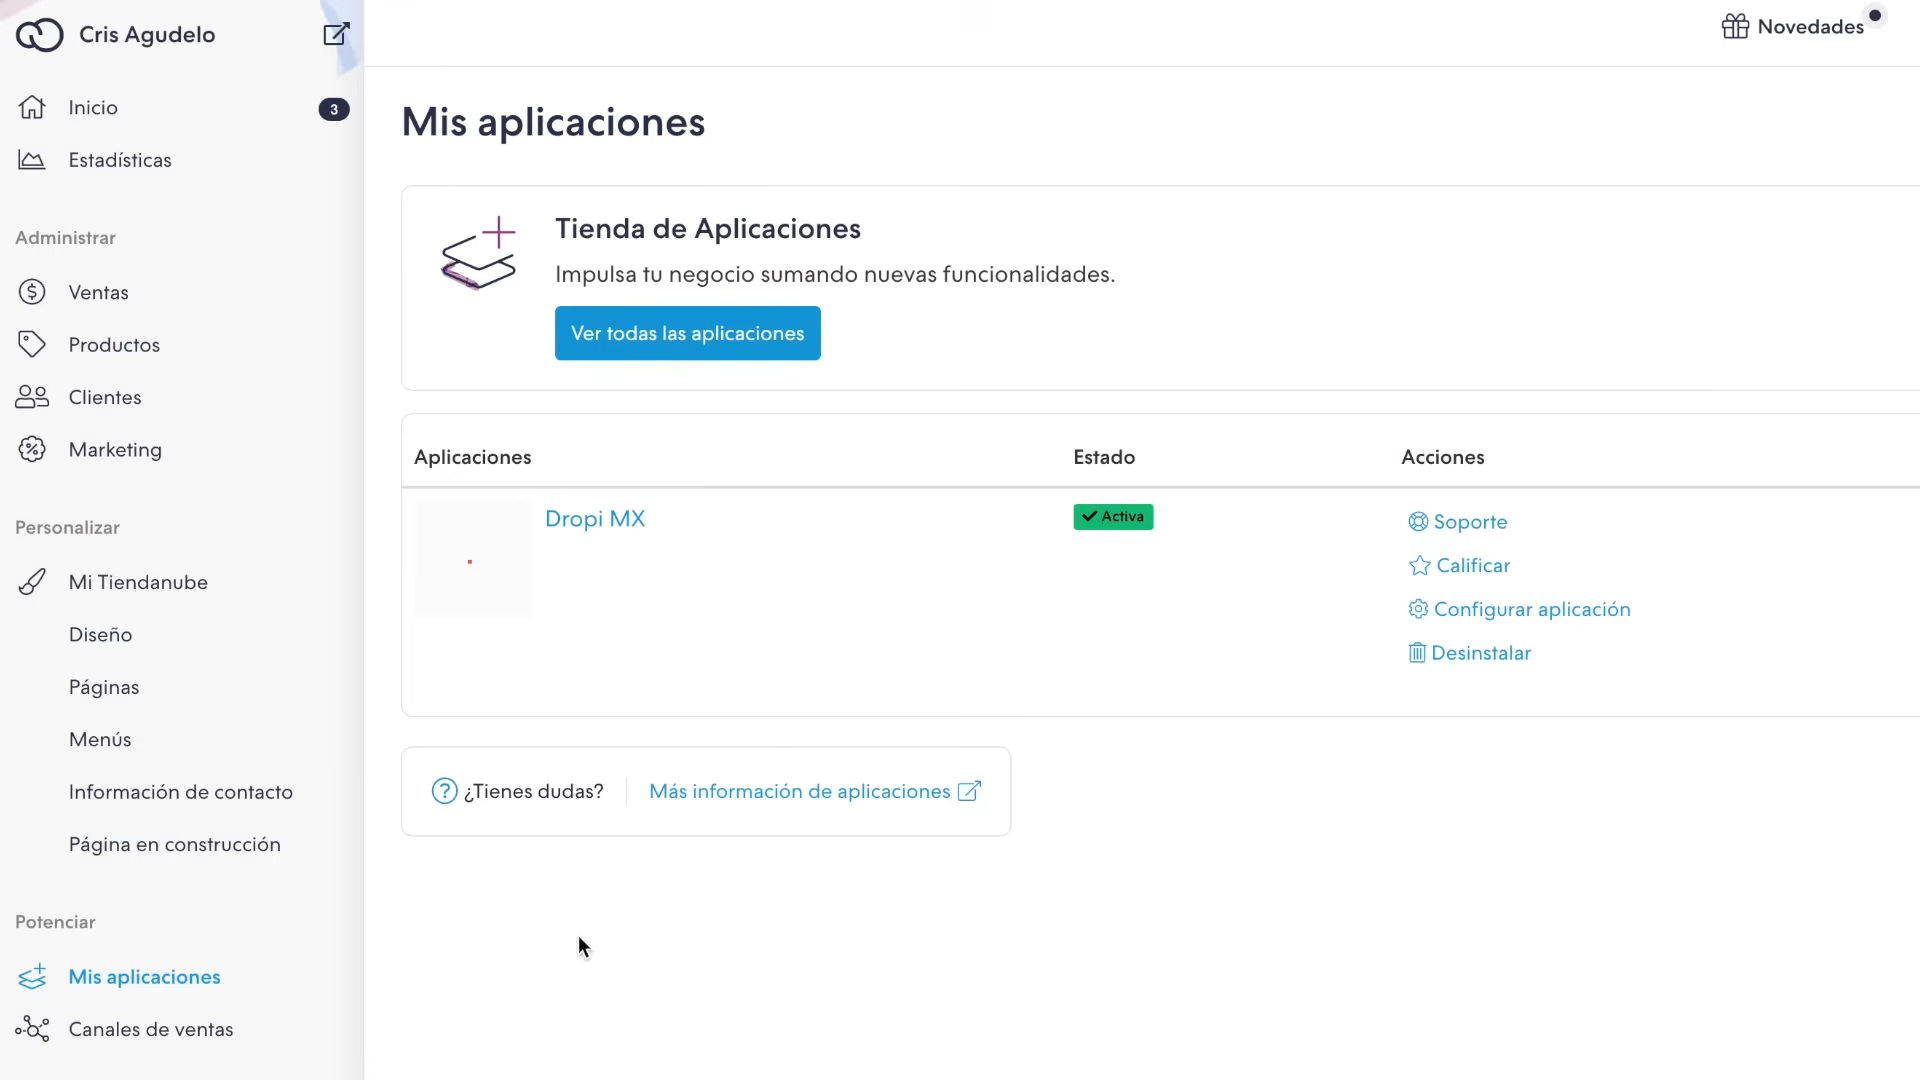 Cris Agudelo
Novedades
Inicio
3
Estadísticas
Administrar
Ventas
Productos
Clientes
Marketing
Personalizar
Mi Tiendanube
Diseño
Páginas
Menús
Información de contacto
Página en construcción
Potenciar
Mis aplicaciones
Canales de ventas
Mis aplicaciones
Tienda de Aplicaciones
Impulsa tu negocio sumando nuevas funcionalidades.
Ver todas las aplicaciones
Aplicaciones Estado Acciones
Dropi MX Activa Soporte
Calificar
Configurar aplicación
Desinstalar
¿Tienes dudas? Más información de aplicaciones